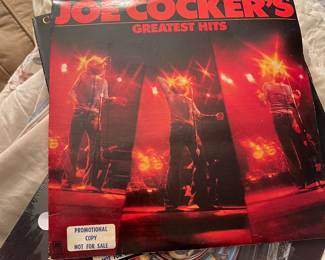 JOE COCKER'S
GREATEST HITS
PROMOTIONAL
COPY
NOT FOR SALE